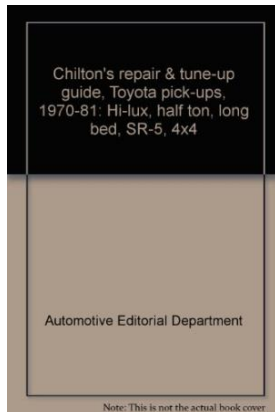 Chilton's repair & tune-up
guide, Toyota pick-ups,
1970-81: Hi-lux, half ton, long
bed, SR-5, 4x4
Automotive Editorial Department
Note: This is not the actual book cover